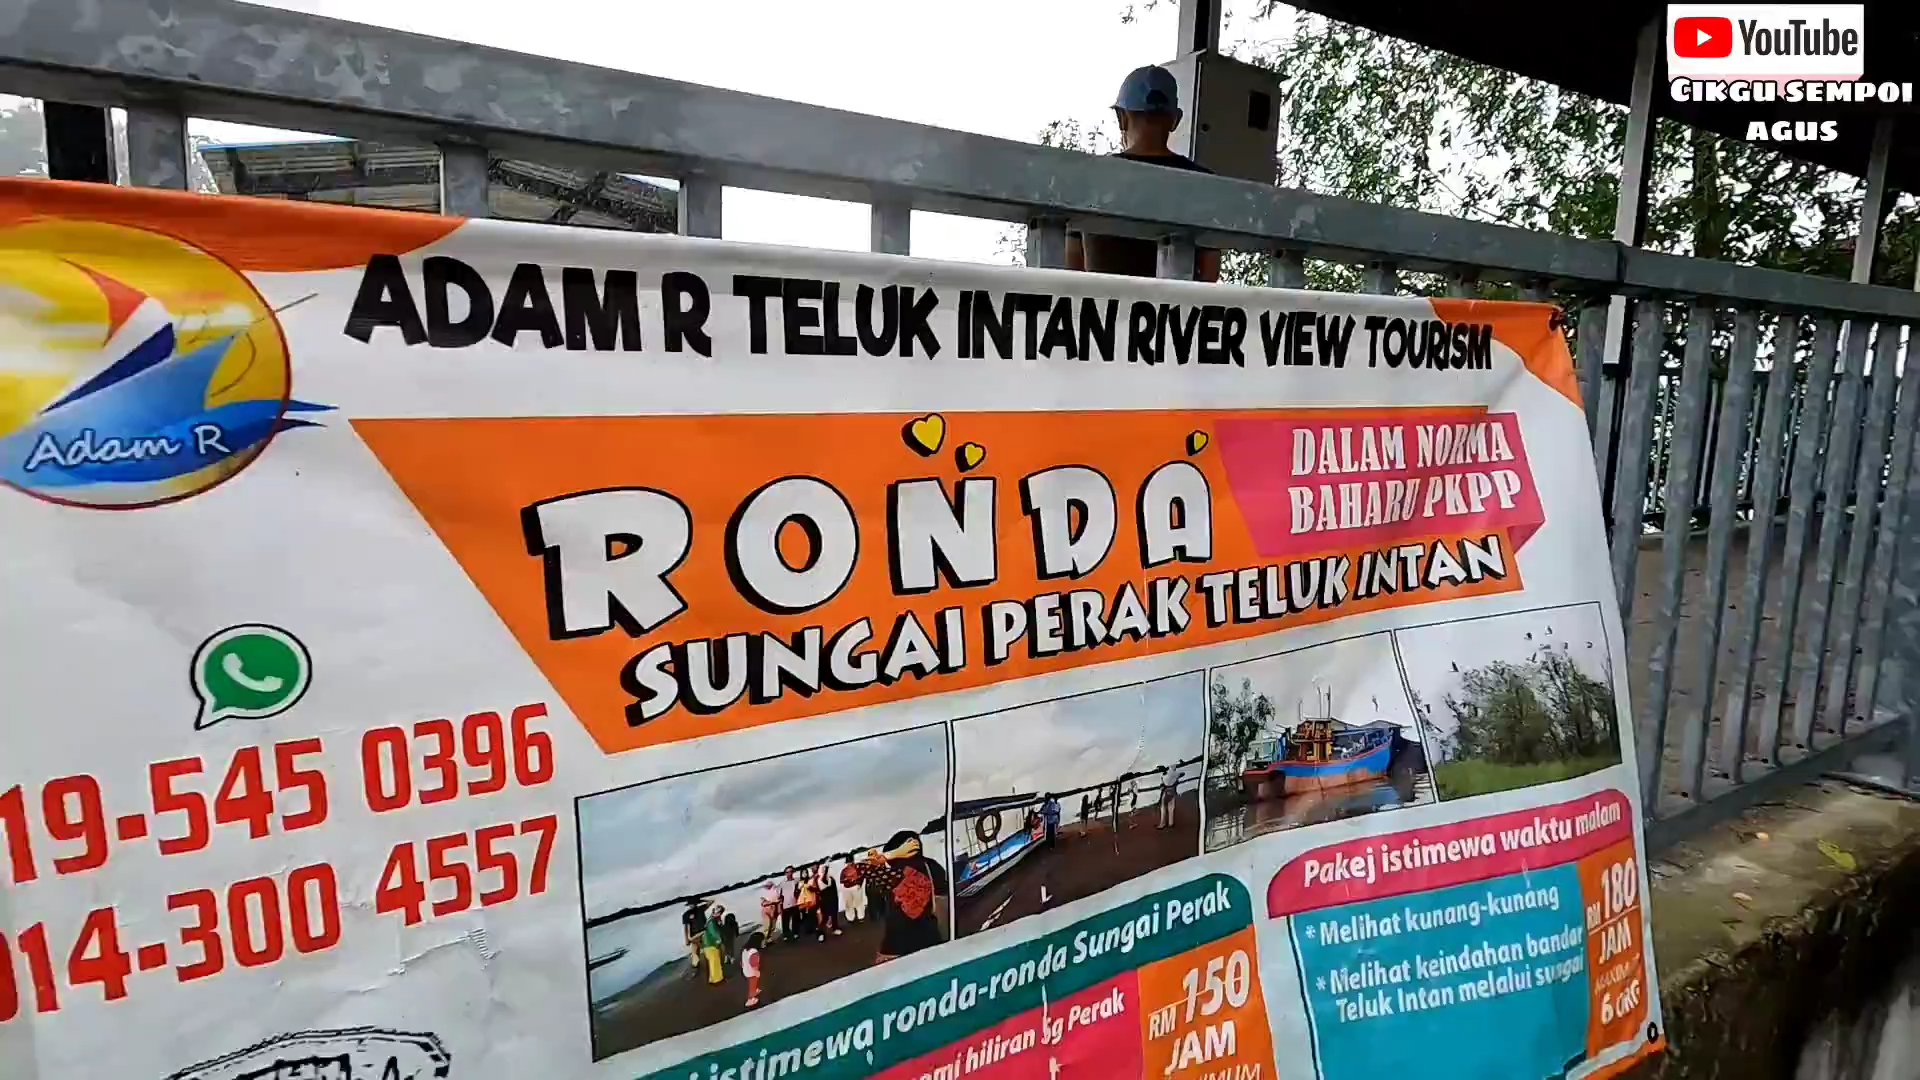 YouTube
CIKGU SEMPOI
AGUS
ADAM R TELUK INTAN RIVER VIEW TOURISM
Adam R
DALAM NORMA
BAHARU PKPP
RONDA
SUNGAI PERAK TELUK INTAN
19-545 0396
014-300 4557
istimewa ronda-ronda Sungai Perak
hiliran Sg Perak
RM 150
JAM
Pakej istimewa waktu malam
* Melihat kunang-kunang
* Melihat keindahan bandar
Teluk Intan melalui sungai
RM 180
JAM
6 ORG